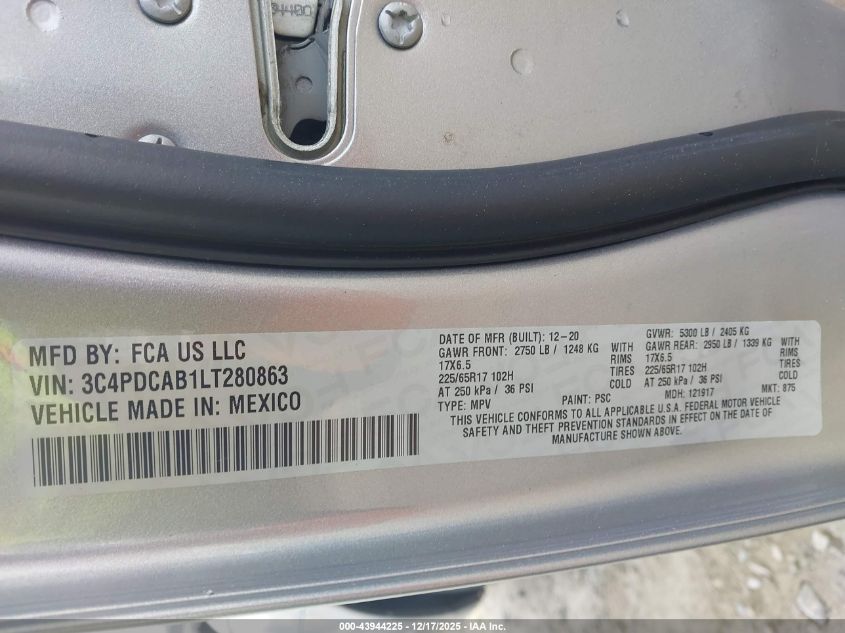 MFD BY: FCA US LLC
VIN: 3C4PDCAB1LT280863
VEHICLE MADE IN: MEXICO
DATE OF MFR (BUILT): 12-20 GVWR: 5300 LB / 2405 KG
GAWR FRONT: 2750 LB / 1248 KG WITH GAWR REAR: 2950 LB / 1339 KG WITH
17X6.5 RIMS 17X6.5 RIMS
225/65R17 102H TIRES 225/65R17 102H TIRES
AT 250 kPa / 36 PSI COLD AT 250 kPa / 36 PSI COLD
TYPE: MPV PAINT: PSC MDH: 121917 MKT: 875
THIS VEHICLE CONFORMS TO ALL APPLICABLE U.S.A. FEDERAL MOTOR VEHICLE
SAFETY AND THEFT PREVENTION STANDARDS IN EFFECT ON THE DATE OF
MANUFACTURE SHOWN ABOVE.
000-43944225 - 12/17/2025 - IAA, Inc.